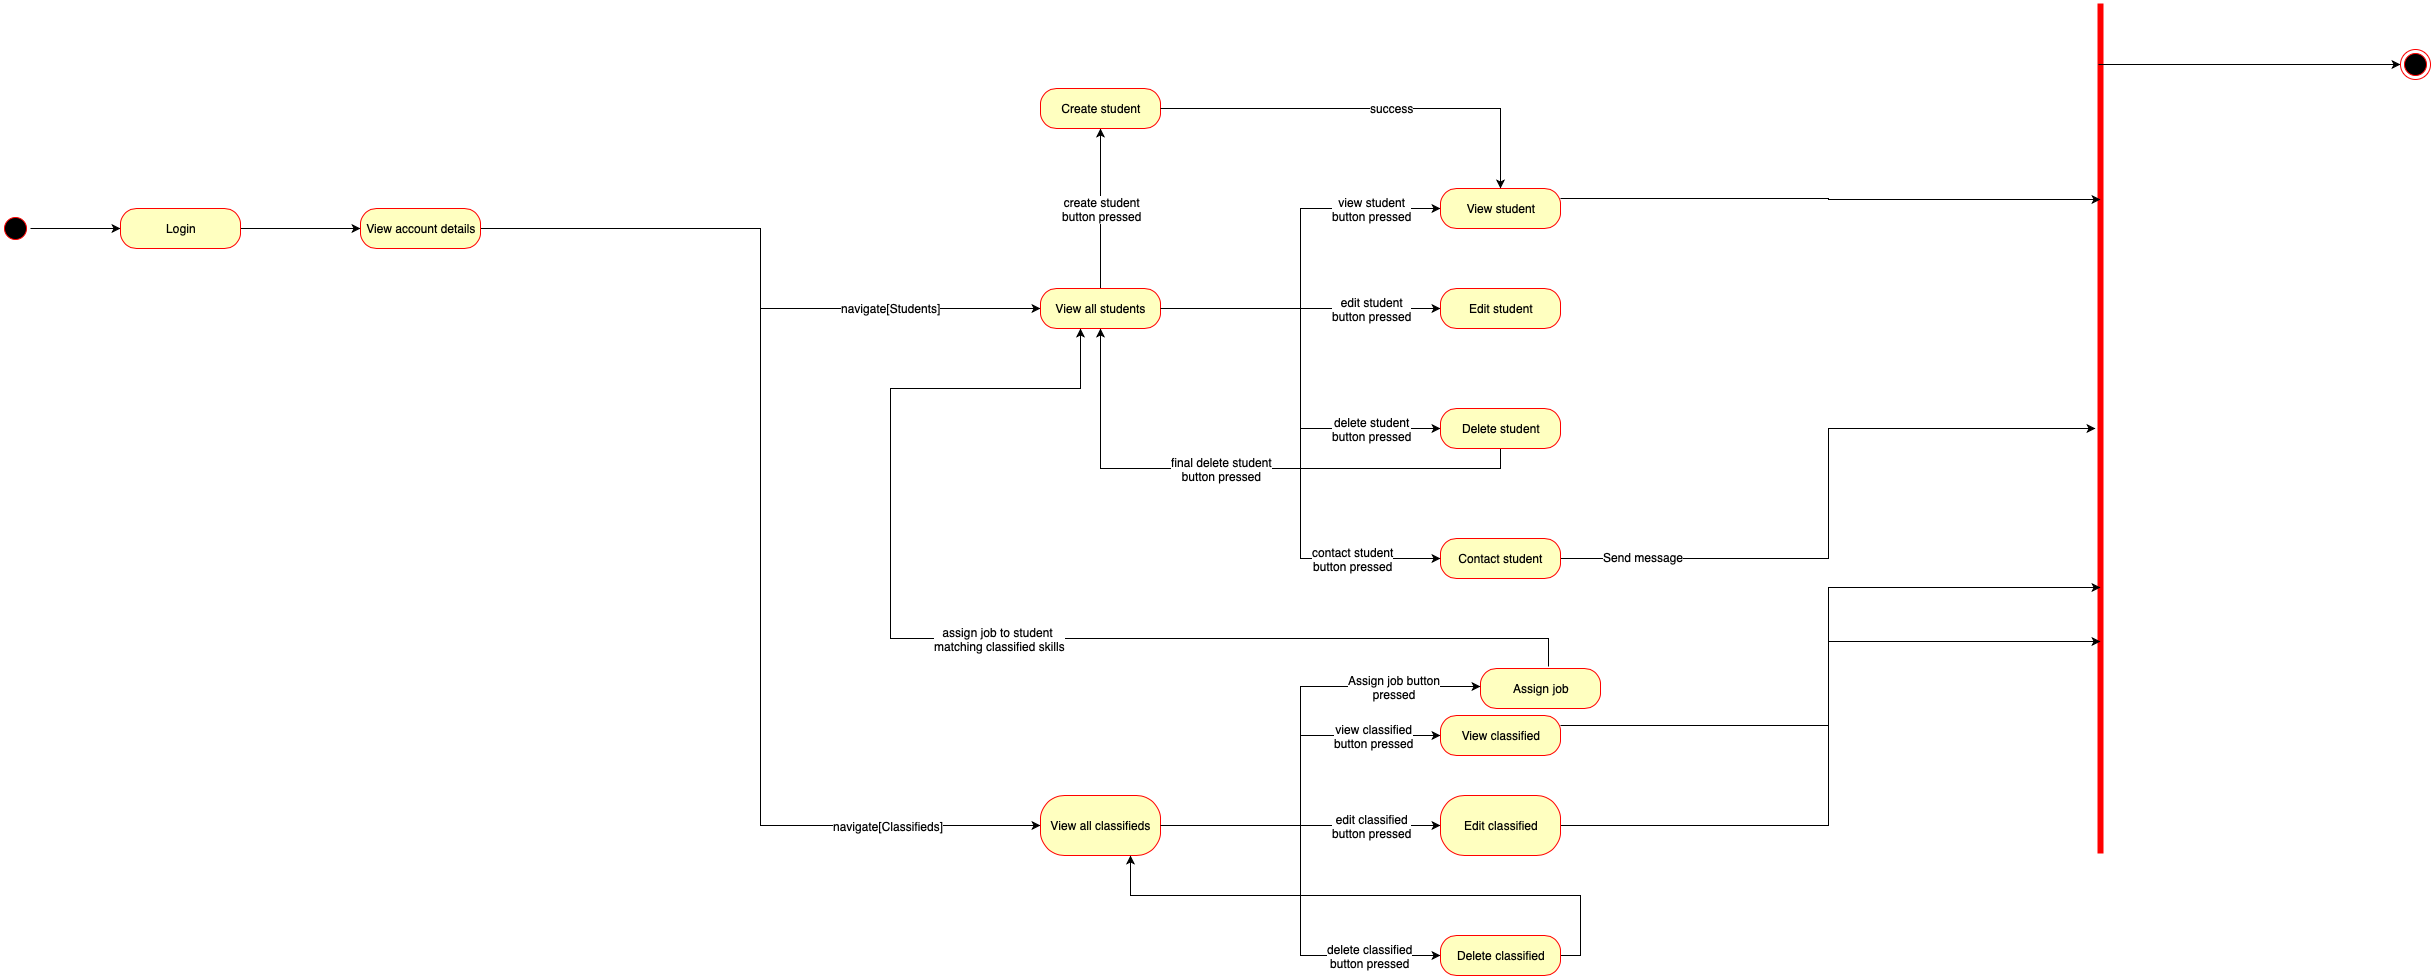 Create student
success
create student
button pressed
view student
button pressed
View student
Login
View account details
navigate[Students]
View all students
edit student
button pressed
Edit student
delete student
button pressed
Delete student
final delete student
button pressed
contact student
button pressed
Contact student
Send message
assign job to student
matching classified skills
Assign job button
pressed
Assign job
view classified
button pressed
View classified
navigate[Classifieds]
View all classifieds
edit classified
button pressed
Edit classified
delete classified
button pressed
Delete classified